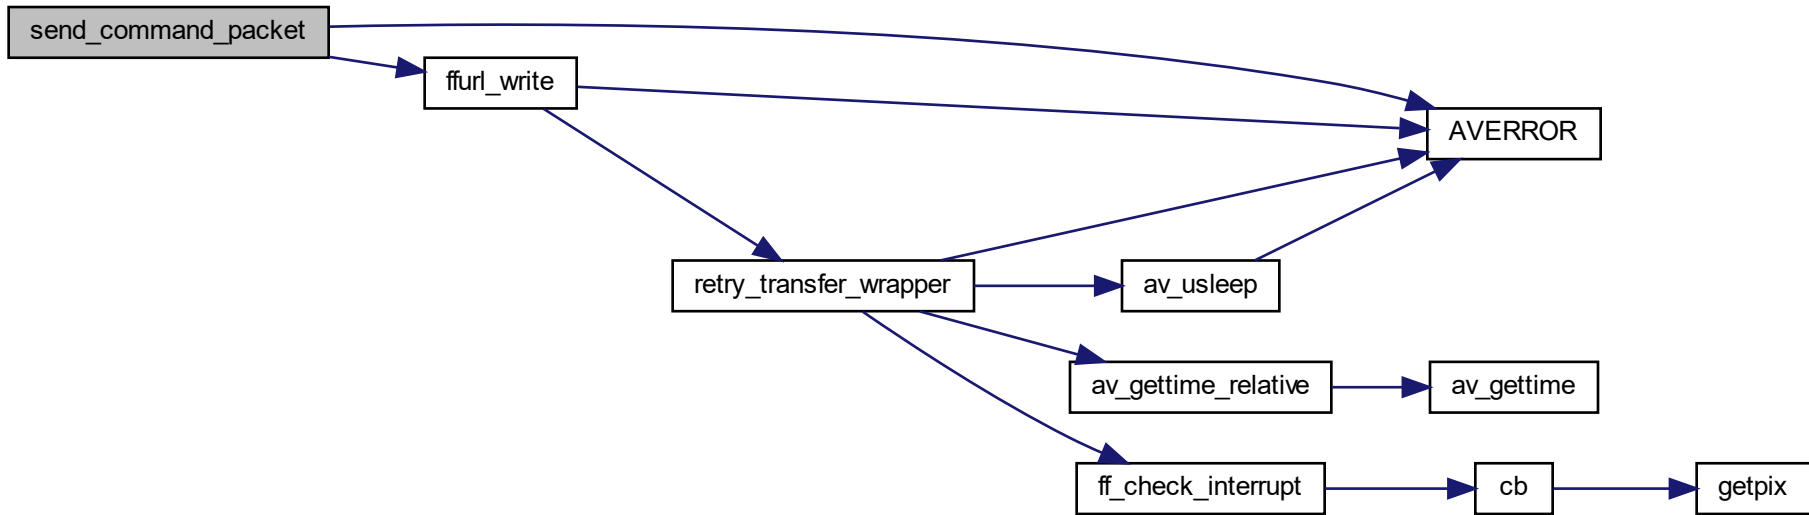 send_command_packet
ffurl_write
AVERROR
retry_transfer_wrapper
av_usleep
av_gettime_relative
av_gettime
ff_check_interrupt
cb
getpix